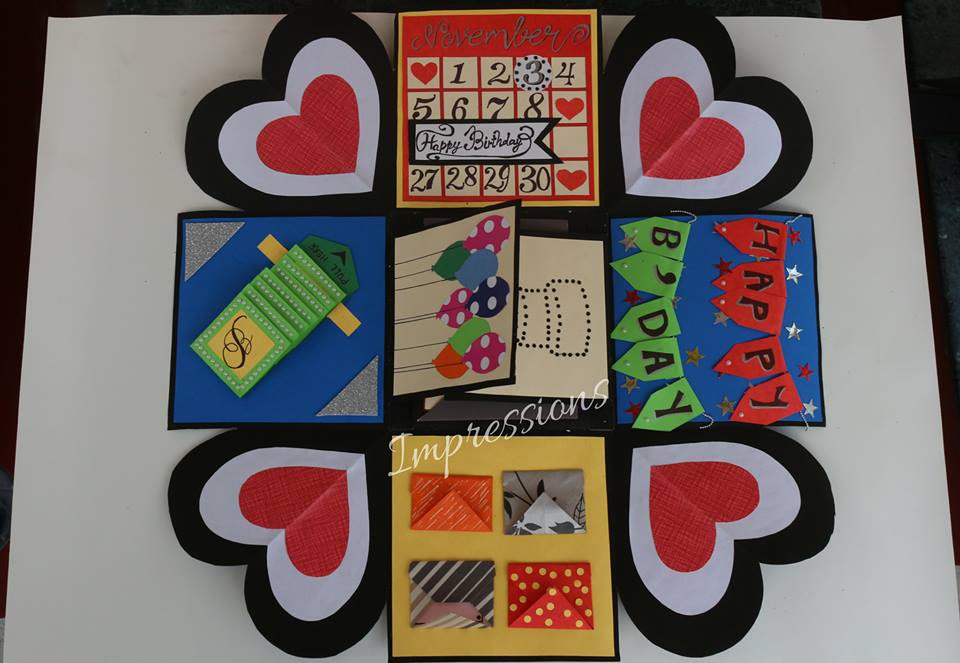 November
1 2 3 4
5 6 7 8
Happy Birthday
27 28 29 30
PULL HERE
B
HAPPY
B'DAY
Impressions